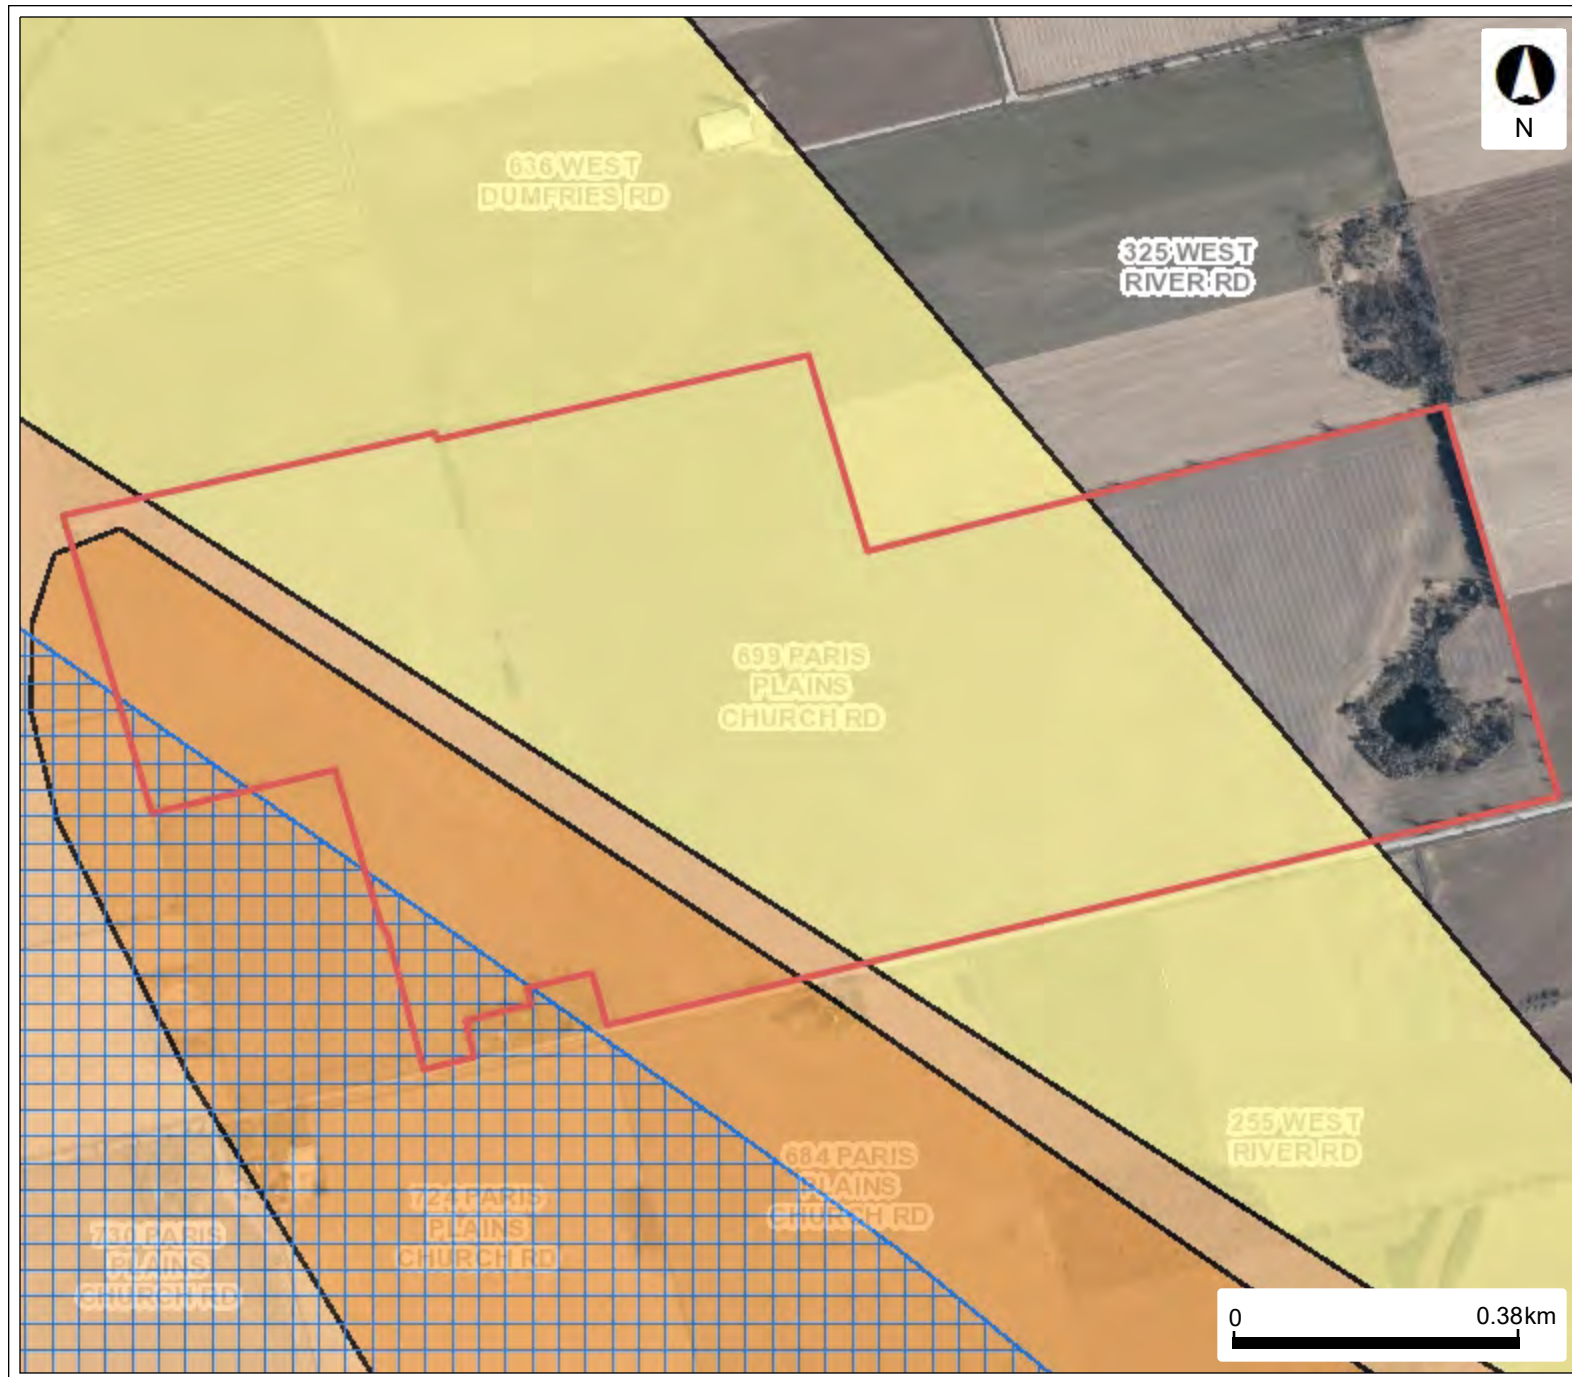 N
636 WEST
DUMFRIES RD
325 WEST
RIVER RD
699 PARIS
PLAINS
CHURCH RD
255 WEST
RIVER RD
684 PARIS
PLAINS
CHURCH RD
724 PARIS
PLAINS
CHURCH RD
730 PARIS
PLAINS
CHURCH RD
0 0.38km